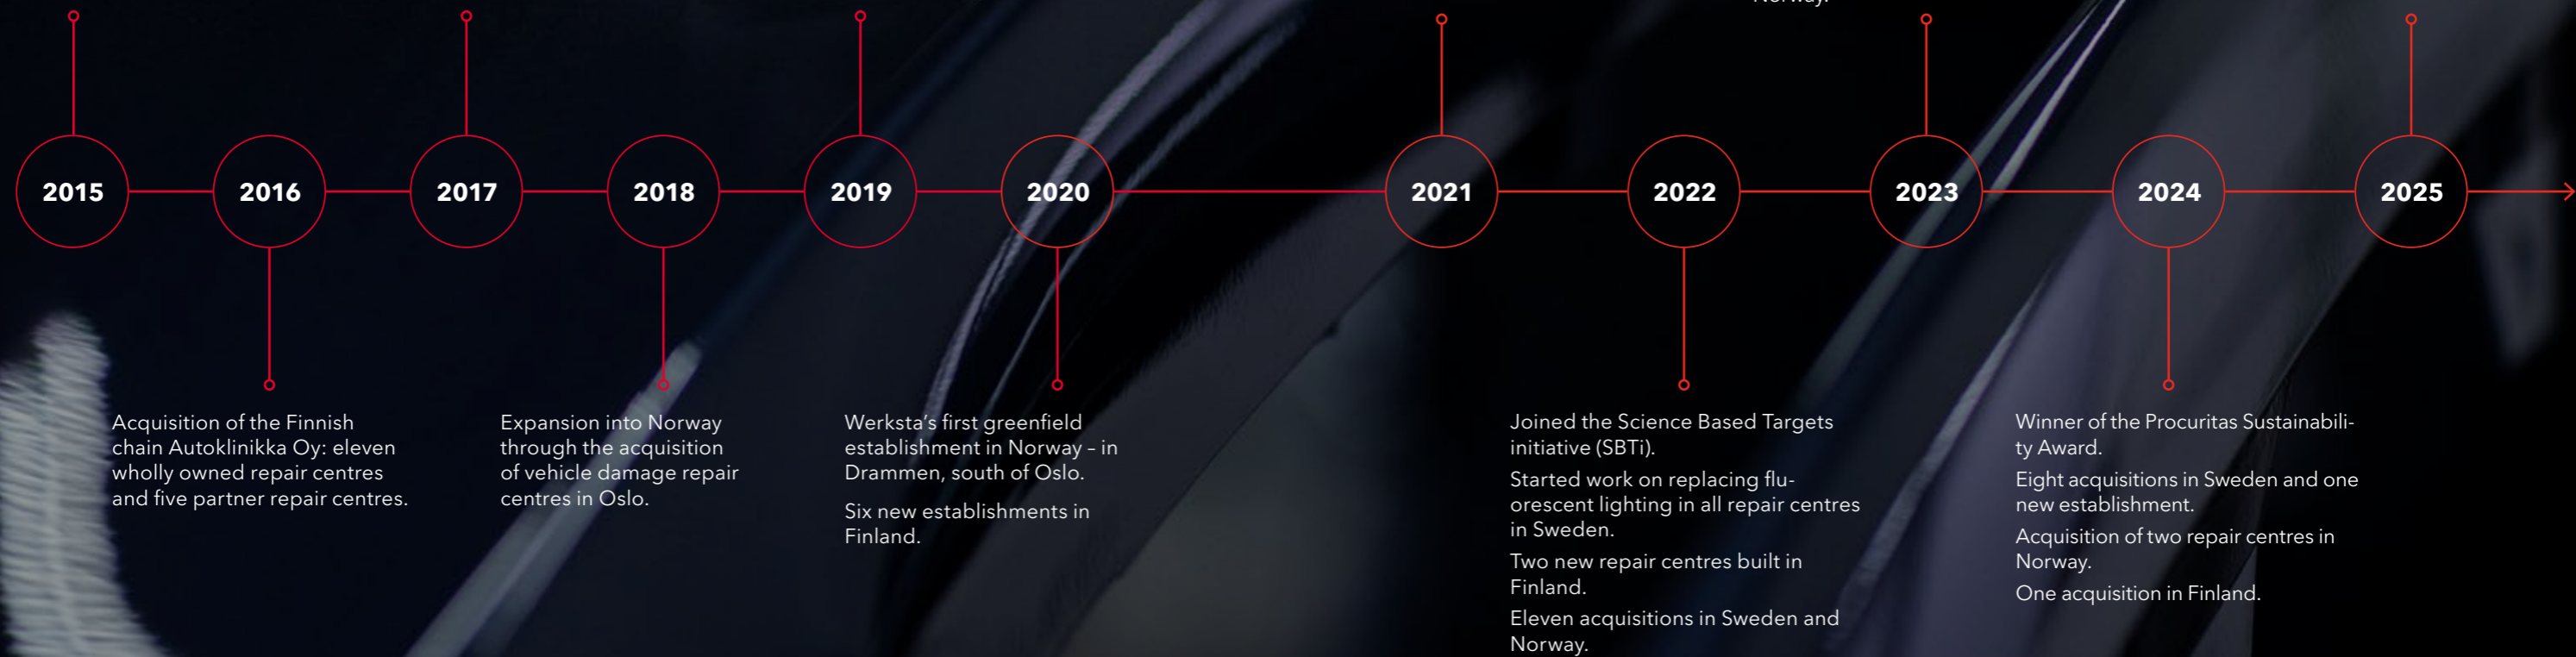 Norway.
2015
2016
2017
2018
2019
2020
2021
2022
2023
2024
2025
Acquisition of the Finnish
chain Autoklinikka Oy: eleven
wholly owned repair centres
and five partner repair centres.
Expansion into Norway
through the acquisition
of vehicle damage repair
centres in Oslo.
Werksta’s first greenfield
establishment in Norway – in
Drammen, south of Oslo.
Six new establishments in
Finland.
Joined the Science Based Targets
initiative (SBTi).
Started work on replacing flu-
orescent lighting in all repair centres
in Sweden.
Two new repair centres built in
Finland.
Eleven acquisitions in Sweden and
Norway.
Winner of the Procuritas Sustainabili-
ty Award.
Eight acquisitions in Sweden and one
new establishment.
Acquisition of two repair centres in
Norway.
One acquisition in Finland.